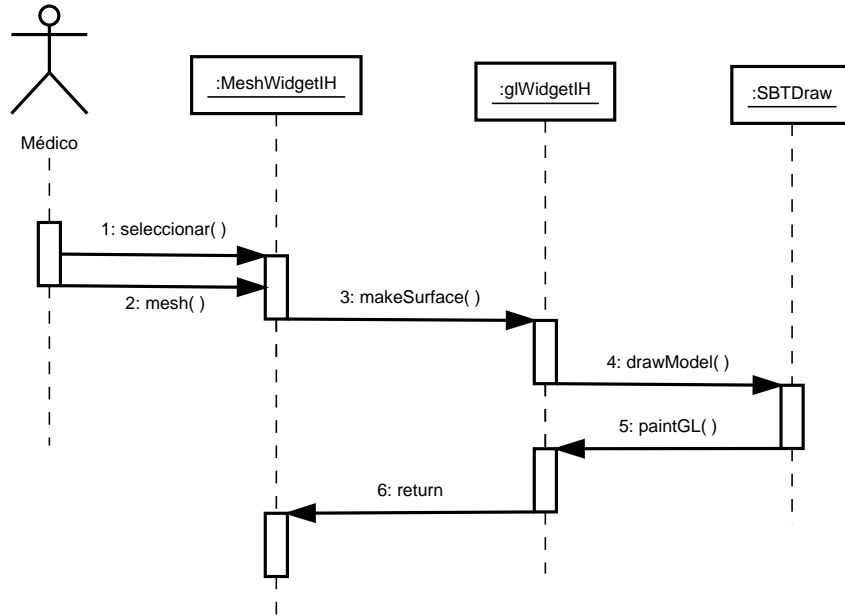 :MeshWidgetIH
:glWidgetIH
:SBTDraw
Médico
1: seleccionar( )
2: mesh( )
3: makeSurface( )
4: drawModel( )
5: paintGL( )
6: return